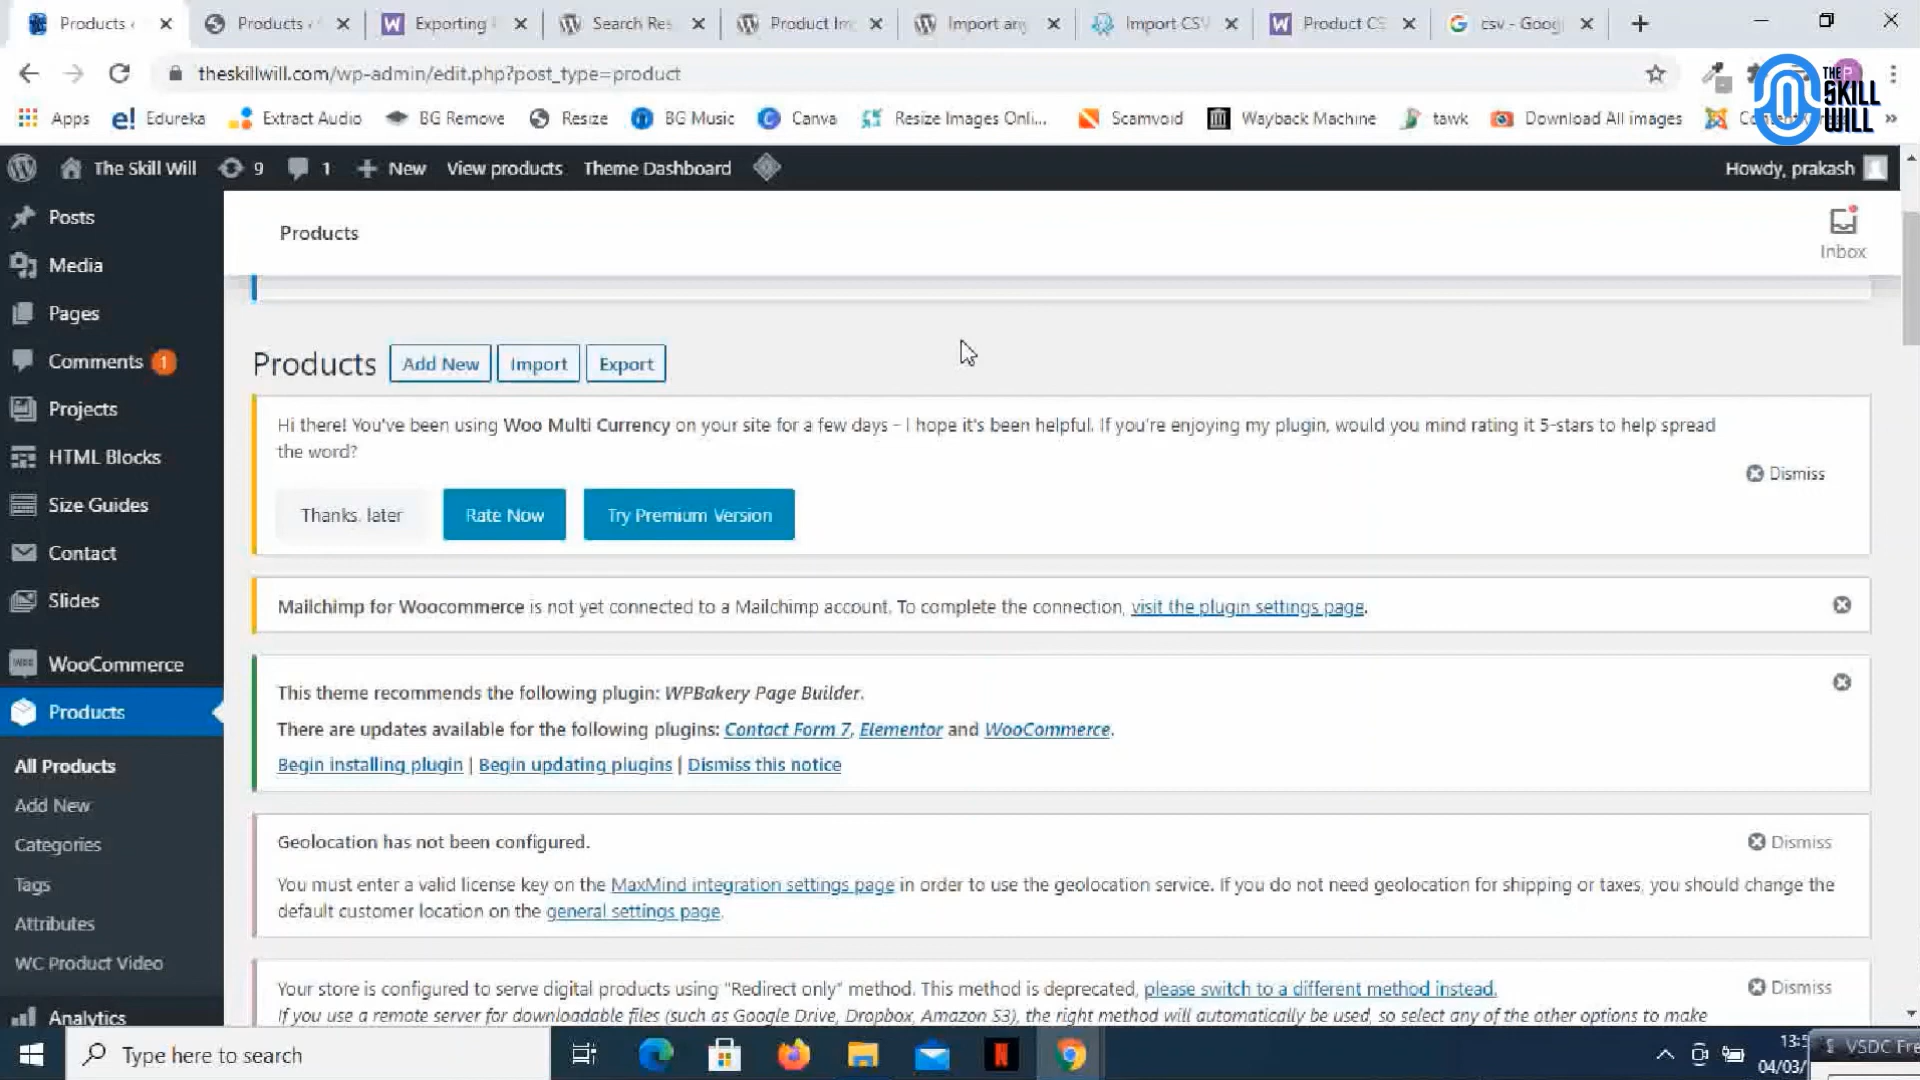 Products
Products
Exporting
Search Res
Product Im
Import any
Import CSV
Product CS
csv - Goog
theskillwill.com/wp-admin/edit.php?post_type=product
P
THE
SKILL
WILL
Apps
Edureka
Extract Audio
BG Remove
Resize
BG Music
Canva
Resize Images Onli...
Scamvoid
Wayback Machine
tawk
Download All images
The Skill Will
9
1
New
View products
Theme Dashboard
Howdy, prakash
Posts
Media
Pages
Comments 1
Projects
HTML Blocks
Size Guides
Contact
Slides
WooCommerce
Products
All Products
Add New
Categories
Tags
Attributes
WC Product Video
Analytics
Products
Inbox
Products Add New Import Export
Hi there! You've been using Woo Multi Currency on your site for a few days - I hope it's been helpful. If you're enjoying my plugin, would you mind rating it 5-stars to help spread
the word?
Dismiss
Thanks, later Rate Now Try Premium Version
Mailchimp for Woocommerce is not yet connected to a Mailchimp account. To complete the connection, visit the plugin settings page.
This theme recommends the following plugin: WPBakery Page Builder.
There are updates available for the following plugins: Contact Form 7, Elementor and WooCommerce.
Begin installing plugin | Begin updating plugins | Dismiss this notice
Geolocation has not been configured.
Dismiss
You must enter a valid license key on the MaxMind integration settings page in order to use the geolocation service. If you do not need geolocation for shipping or taxes, you should change the
default customer location on the general settings page.
Your store is configured to serve digital products using "Redirect only" method. This method is deprecated, please switch to a different method instead.
Dismiss
If you use a remote server for downloadable files (such as Google Drive, Dropbox, Amazon S3), the right method will automatically be used, so select any of the other options to make
Type here to search
13:5
04/03/
VSDC Fre